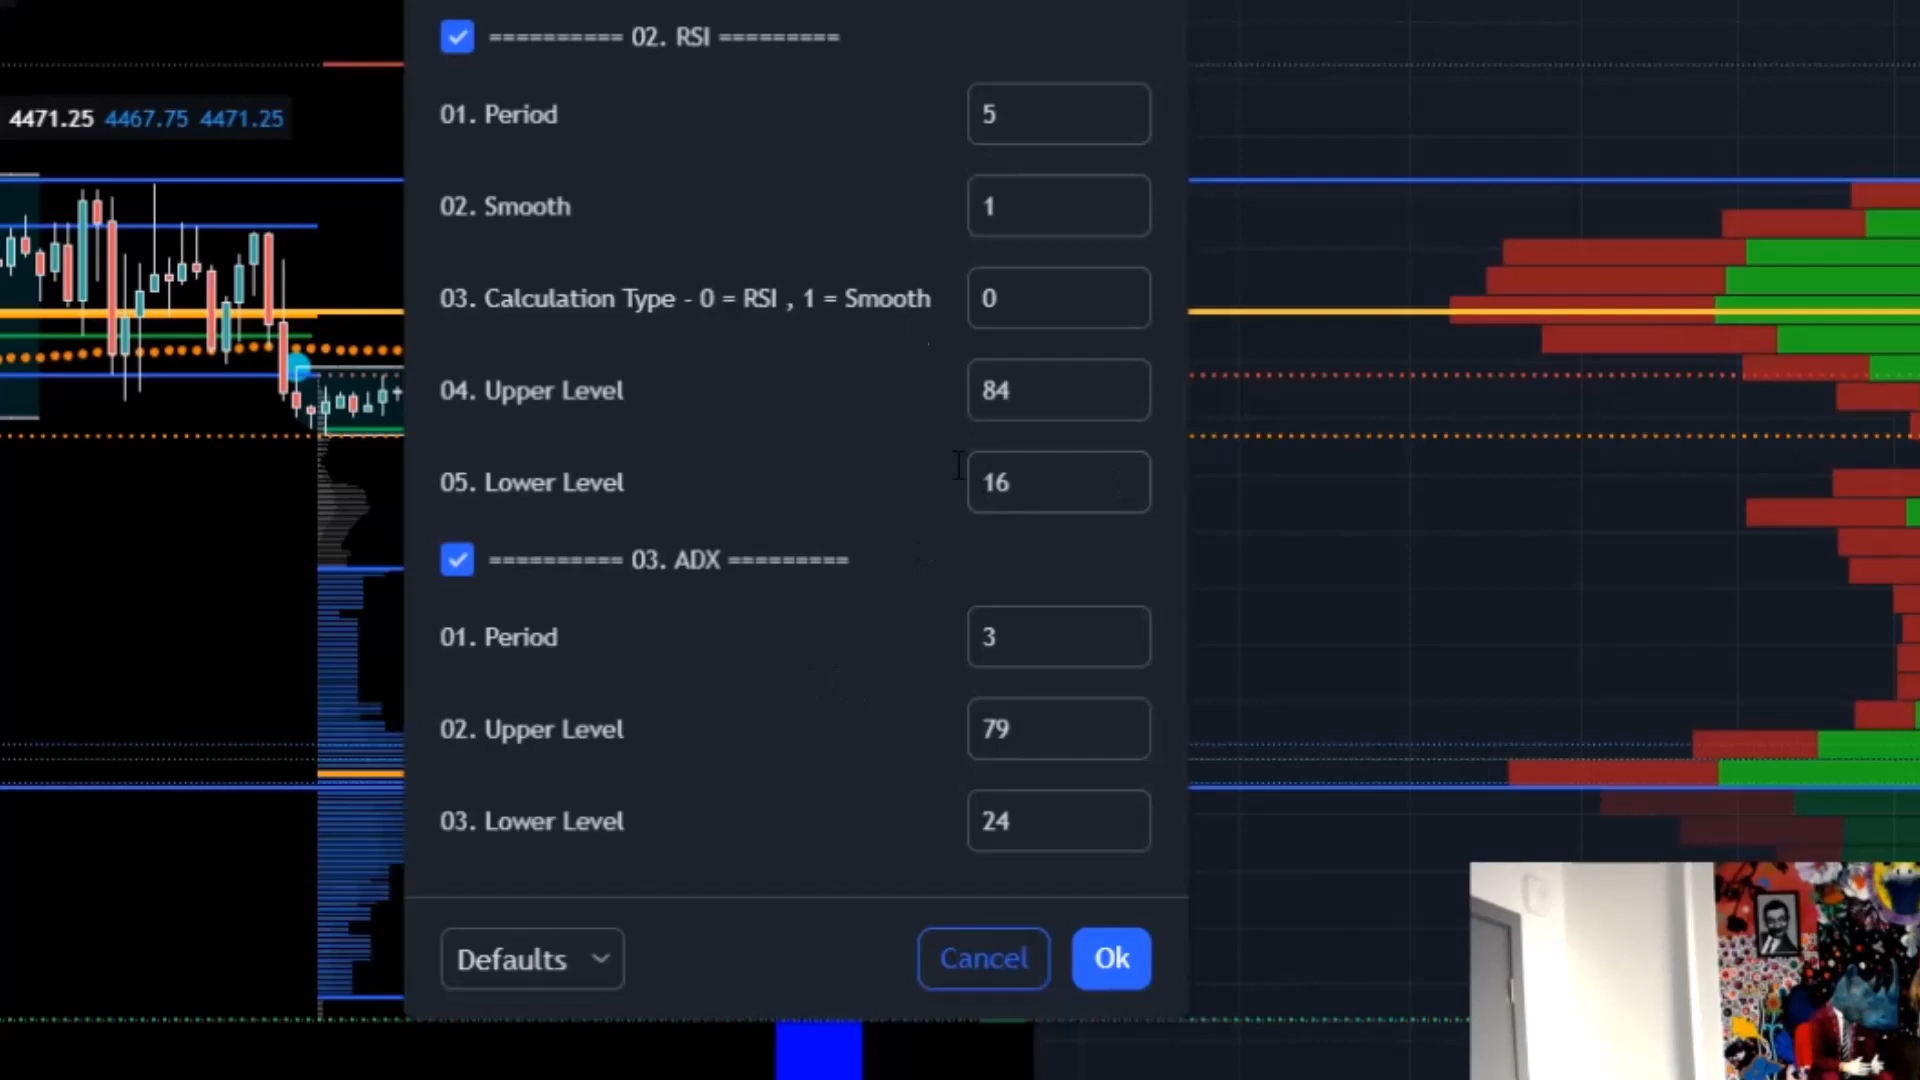 ========== 02. RSI =========
4471.25 4467.75 4471.25
01. Period 5
02. Smooth 1
03. Calculation Type - 0 = RSI , 1 = Smooth 0
04. Upper Level 84
05. Lower Level 16
========== 03. ADX =========
01. Period 3
02. Upper Level 79
03. Lower Level 24
Defaults Cancel Ok